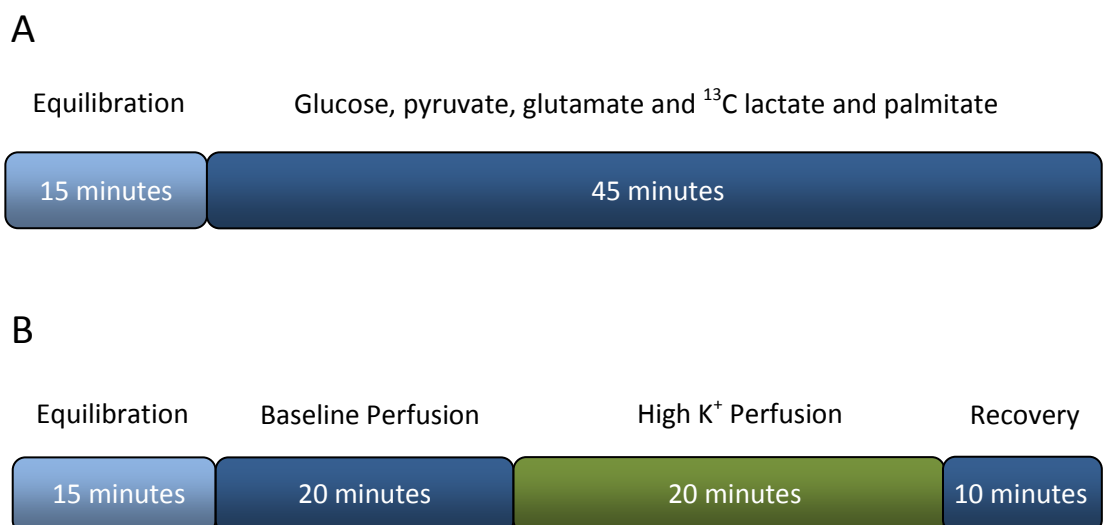 A
Equilibration Glucose, pyruvate, glutamate and ¹³C lactate and palmitate
15 minutes 45 minutes
B
Equilibration Baseline Perfusion High K⁺ Perfusion Recovery
15 minutes 20 minutes 20 minutes 10 minutes